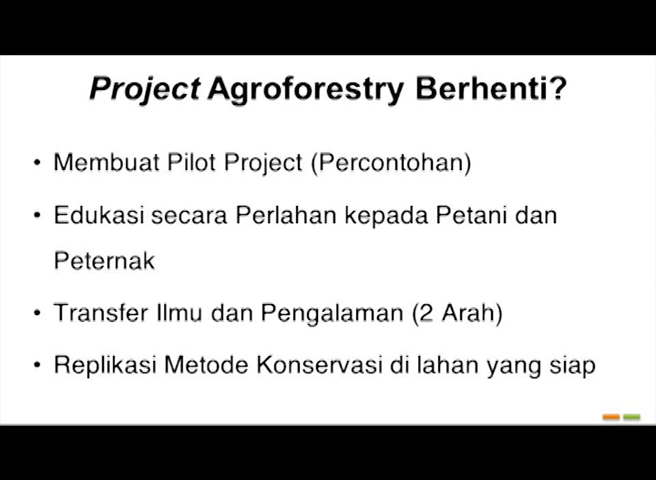 Project Agroforestry Berhenti?
• Membuat Pilot Project (Percontohan)
• Edukasi secara Perlahan kepada Petani dan
Peternak
• Transfer Ilmu dan Pengalaman (2 Arah)
• Replikasi Metode Konservasi di lahan yang siap